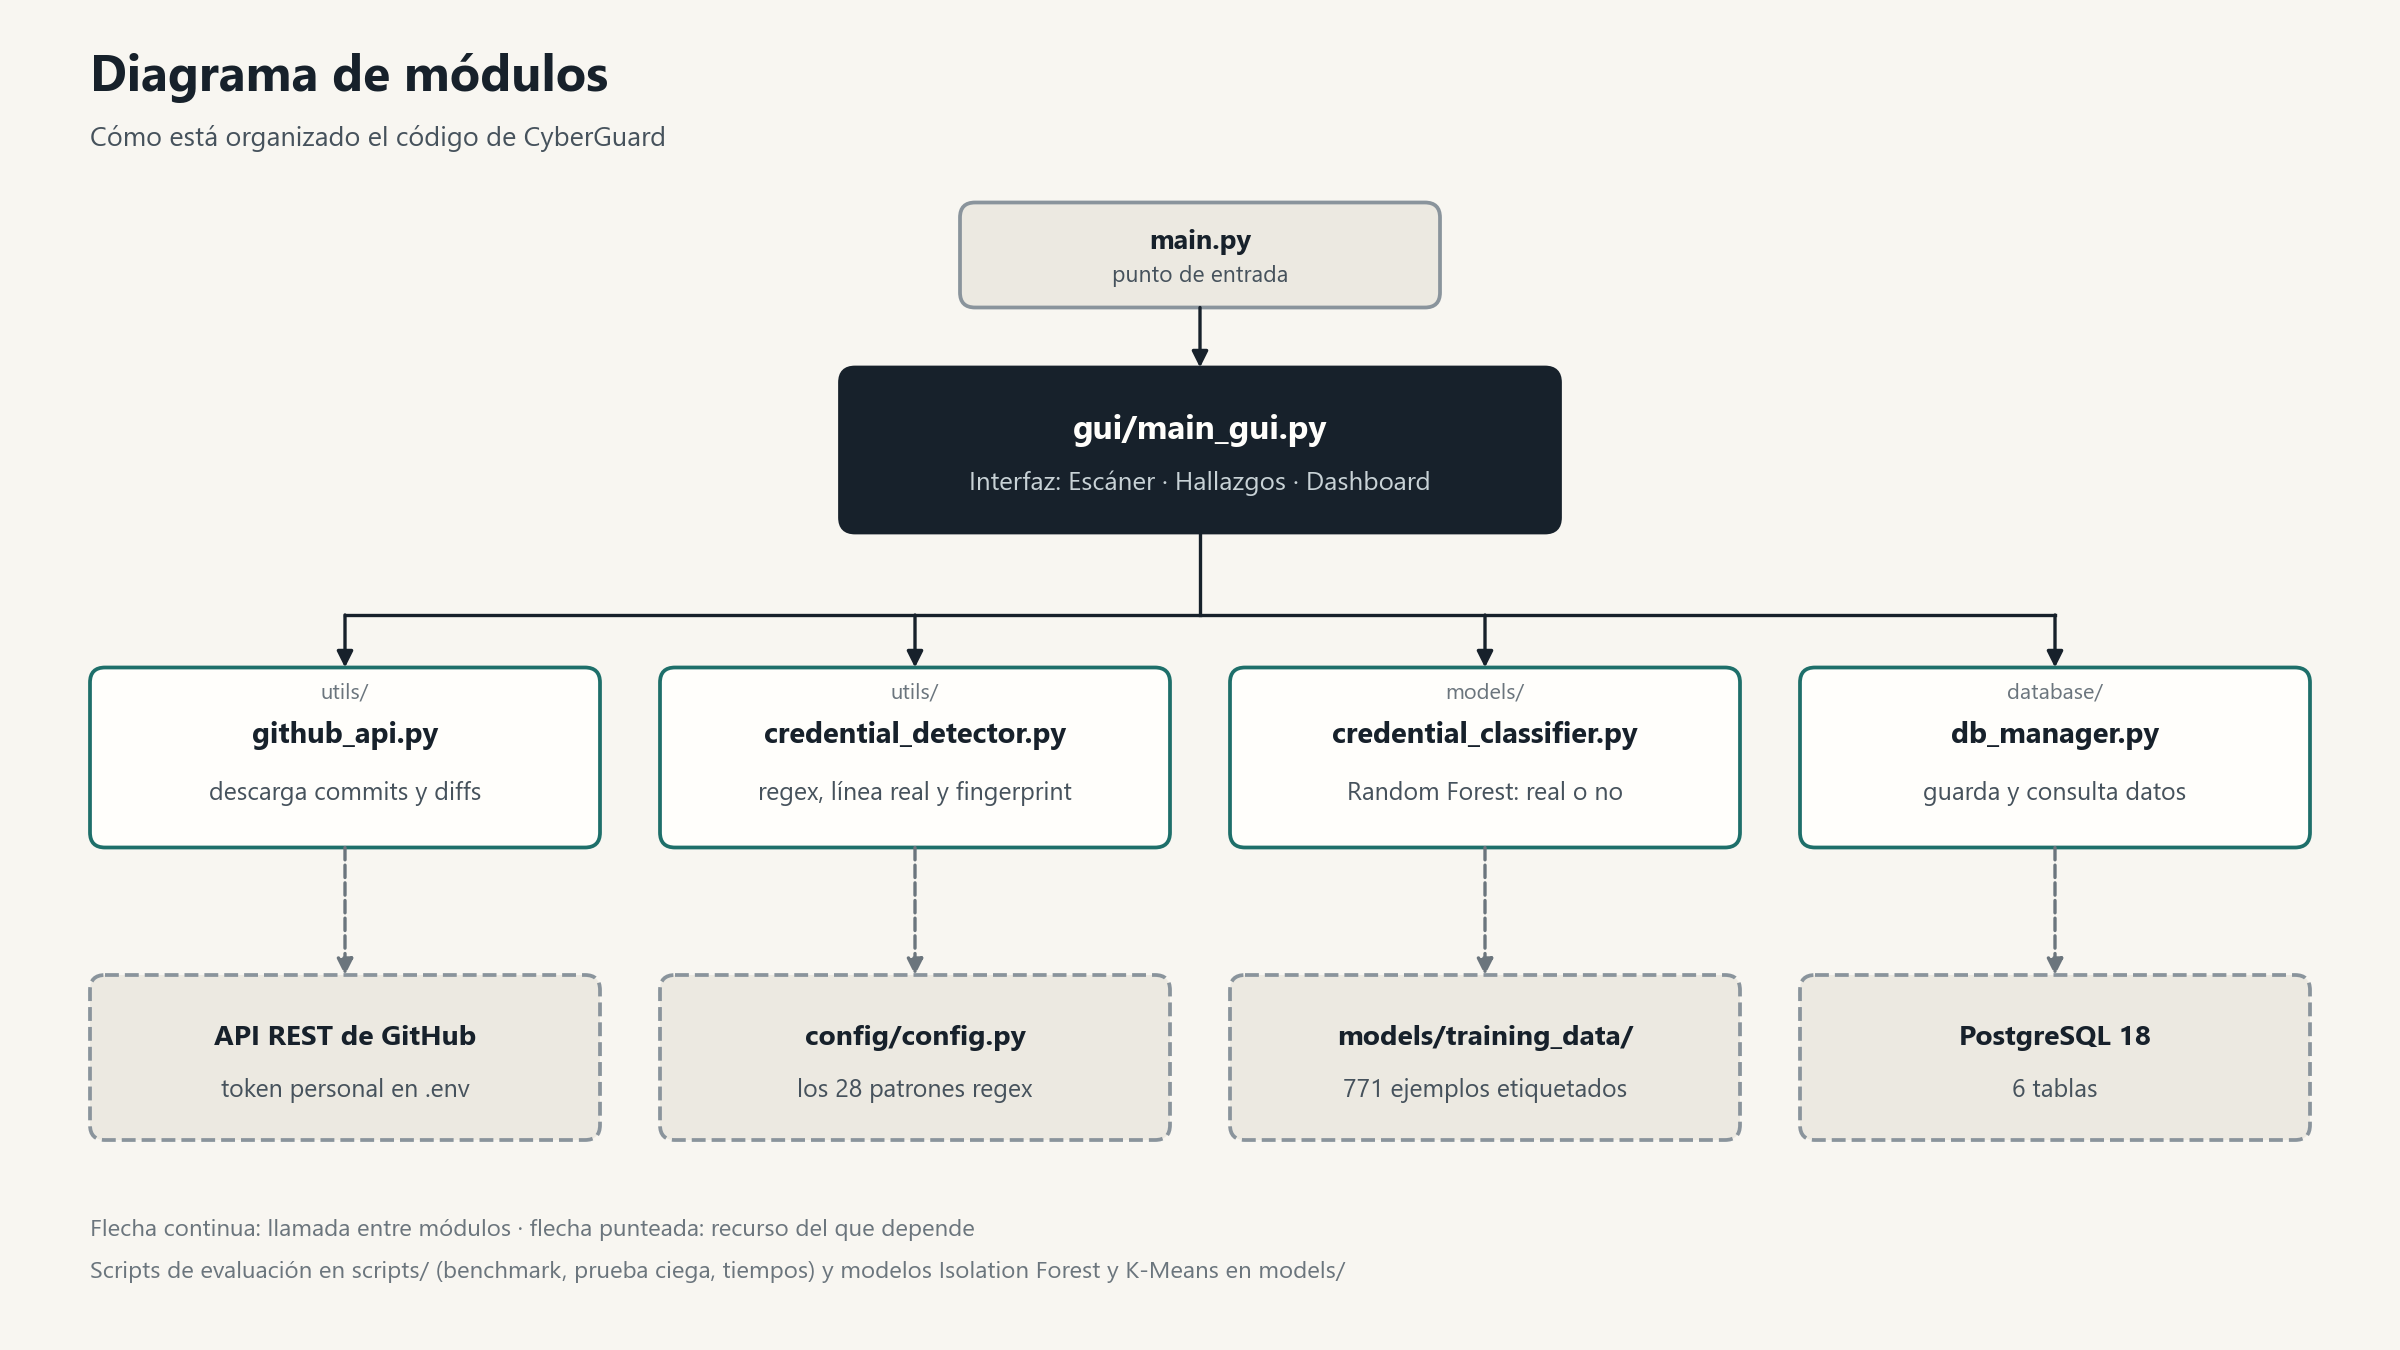 Diagrama de módulos
Cómo está organizado el código de CyberGuard
main.py
punto de entrada
gui/main_gui.py
Interfaz: Escáner · Hallazgos · Dashboard
utils/
github_api.py
descarga commits y diffs
utils/
credential_detector.py
regex, línea real y fingerprint
models/
credential_classifier.py
Random Forest: real o no
database/
db_manager.py
guarda y consulta datos
API REST de GitHub
token personal en .env
config/config.py
los 28 patrones regex
models/training_data/
771 ejemplos etiquetados
PostgreSQL 18
6 tablas
Flecha continua: llamada entre módulos · flecha punteada: recurso del que depende
Scripts de evaluación en scripts/ (benchmark, prueba ciega, tiempos) y modelos Isolation Forest y K-Means en models/